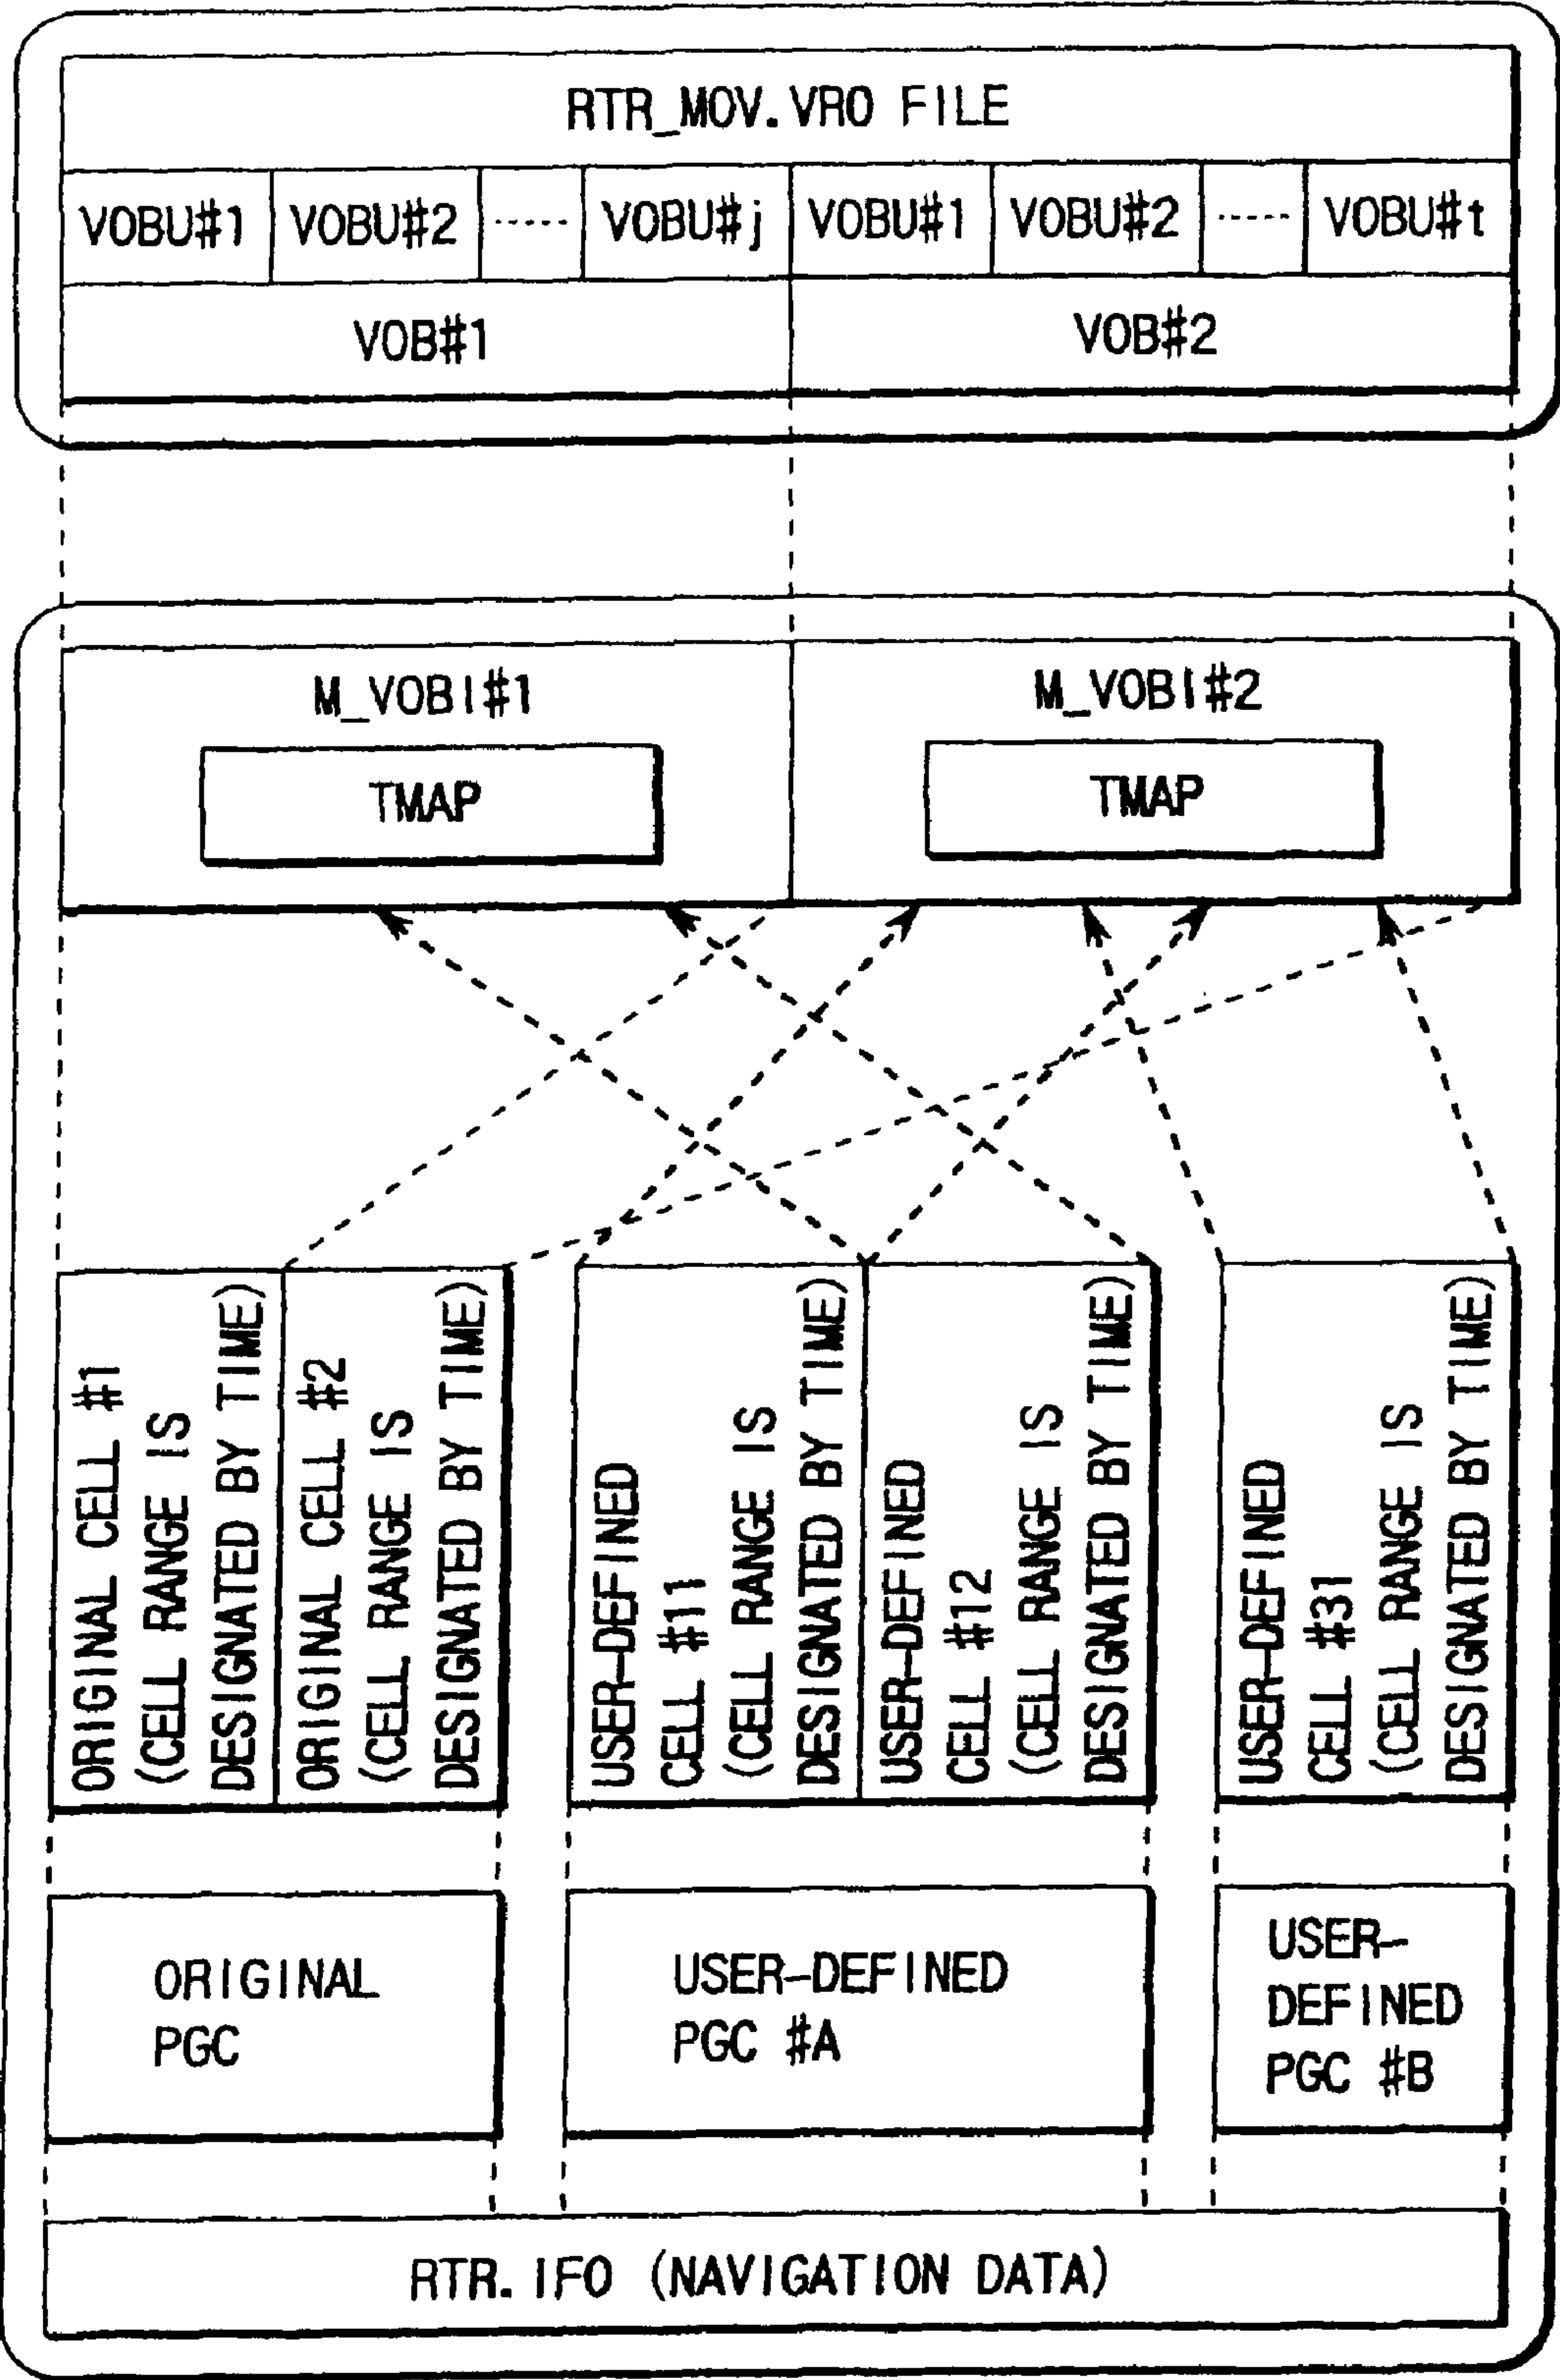 RTR_MOV.VRO FILE
VOBU#1
VOBU#2
VOBU#j
VOBU#1
VOBU#2
VOBU#t
VOB#1
VOB#2
M_VOBI#1
M_VOBI#2
TMAP
TMAP
ORIGINAL CELL #1
(CELL RANGE IS
DESIGNATED BY TIME)
ORIGINAL CELL #2
(CELL RANGE IS
DESIGNATED BY TIME)
USER-DEFINED
CELL #11
(CELL RANGE IS
DESIGNATED BY TIME)
USER-DEFINED
CELL #12
(CELL RANGE IS
DESIGNATED BY TIME)
USER-DEFINED
CELL #31
(CELL RANGE IS
DESIGNATED BY TIME)
ORIGINAL
PGC
USER-DEFINED
PGC #A
USER-
DEFINED
PGC #B
RTR.IFO (NAVIGATION DATA)